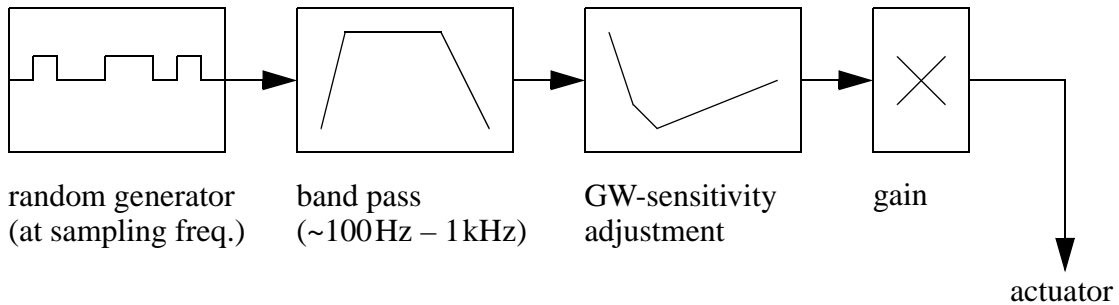 random generator
(at sampling freq.)
band pass
(~100 Hz – 1 kHz)
GW-sensitivity
adjustment
gain
actuator